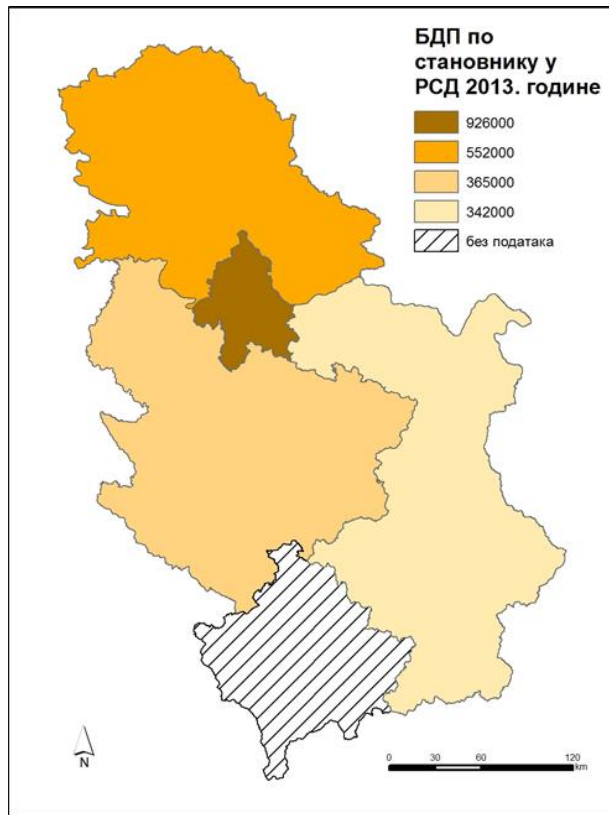 БДП по
становнику у
РСД 2013. године
926000
552000
365000
342000
без података
N
0 30 60 120
km